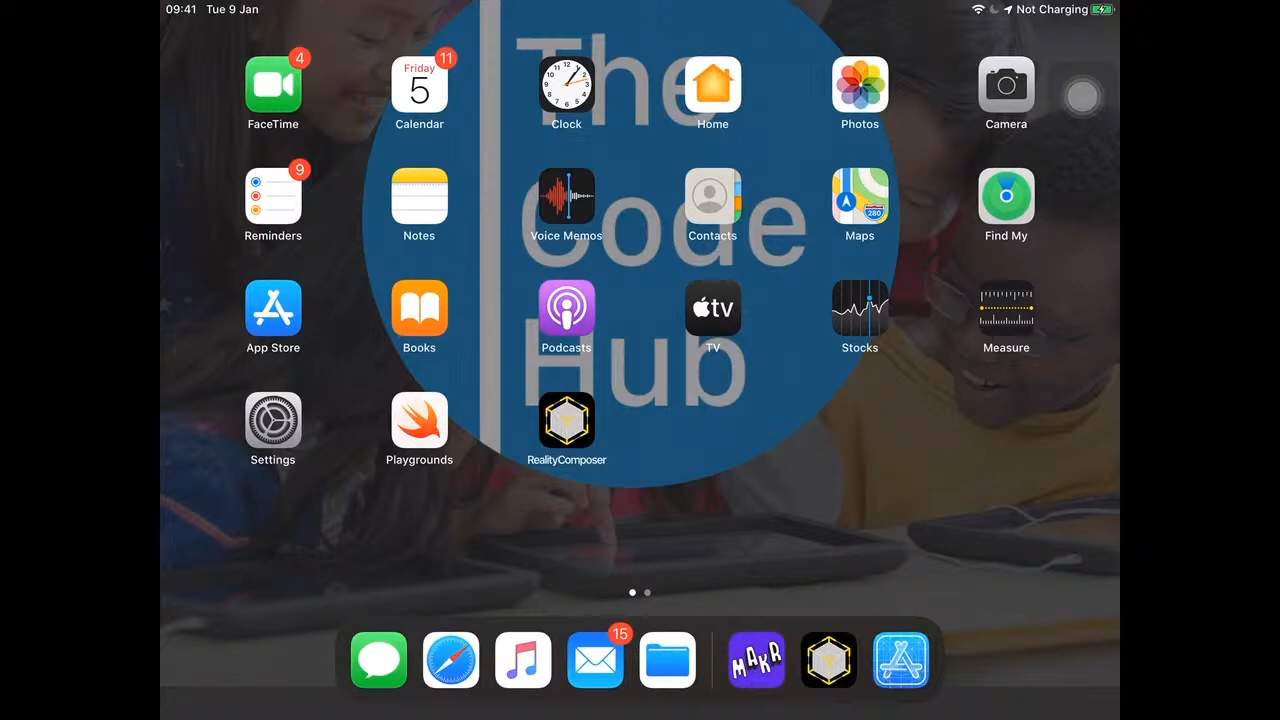 09:41 Tue 9 Jan
Not Charging
The
Code
Hub
4
Friday
5
11
FaceTime
Calendar
Clock
Home
Photos
Camera
9
280
Reminders
Notes
Voice Memos
Contacts
Maps
Find My
tv
App Store
Books
Podcasts
TV
Stocks
Measure
Settings
Playgrounds
RealityComposer
15
MAKR